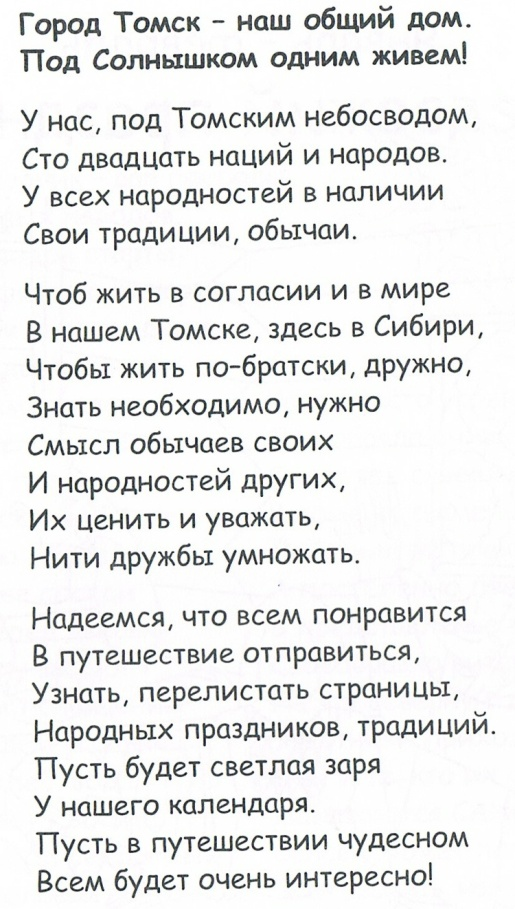 Город Томск – наш общий дом.
Под Солнышком одним живем!
У нас, под Томским небосводом,
Сто двадцать наций и народов.
У всех народностей в наличии
Свои традиции, обычаи.
Чтоб жить в согласии и в мире
В нашем Томске, здесь в Сибири,
Чтобы жить по-братски, дружно,
Знать необходимо, нужно
Смысл обычаев своих
И народностей других,
Их ценить и уважать,
Нити дружбы умножать.
Надеемся, что всем понравится
В путешествие отправиться,
Узнать, перелистать страницы,
Народных праздников, традиций.
Пусть будет светлая заря
У нашего календаря.
Пусть в путешествии чудесном
Всем будет очень интересно!